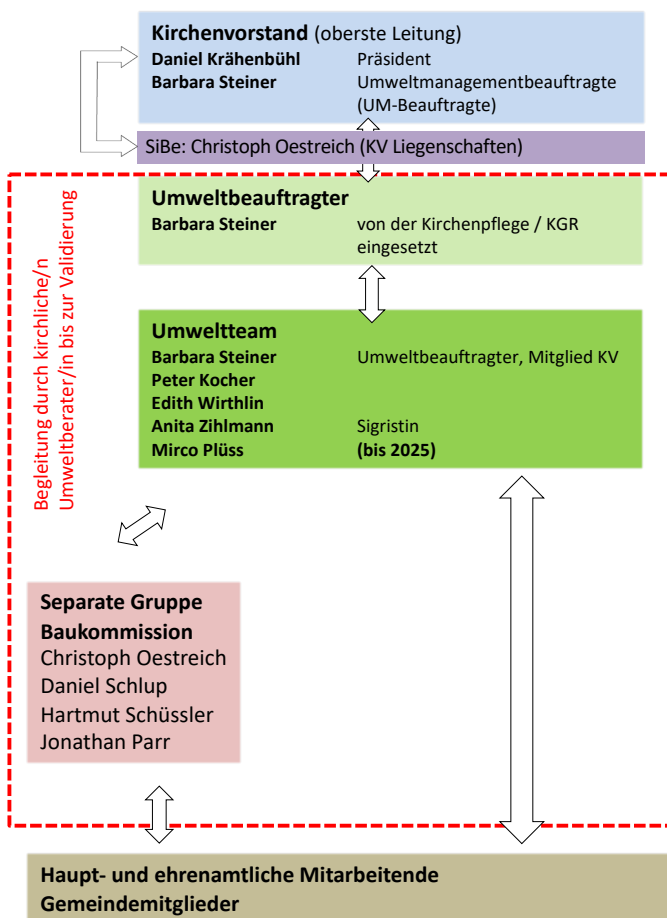 Kirchenvorstand (oberste Leitung)
Daniel Krähenbühl Präsident
Barbara Steiner Umweltmanagementbeauftragte
(UM-Beauftragte)
SiBe: Christoph Oestreich (KV Liegenschaften)
Begleitung durch kirchliche/n
Umweltberater/in bis zur Validierung
Umweltbeauftragter
Barbara Steiner von der Kirchenpflege / KGR
eingesetzt
Umweltteam
Barbara Steiner Umweltbeauftragter, Mitglied KV
Peter Kocher
Edith Wirthlin
Anita Zihlmann Sigristin
Mirco Plüss (bis 2025)
Separate Gruppe
Baukommission
Christoph Oestreich
Daniel Schlup
Hartmut Schüssler
Jonathan Parr
Haupt- und ehrenamtliche Mitarbeitende
Gemeindemitglieder